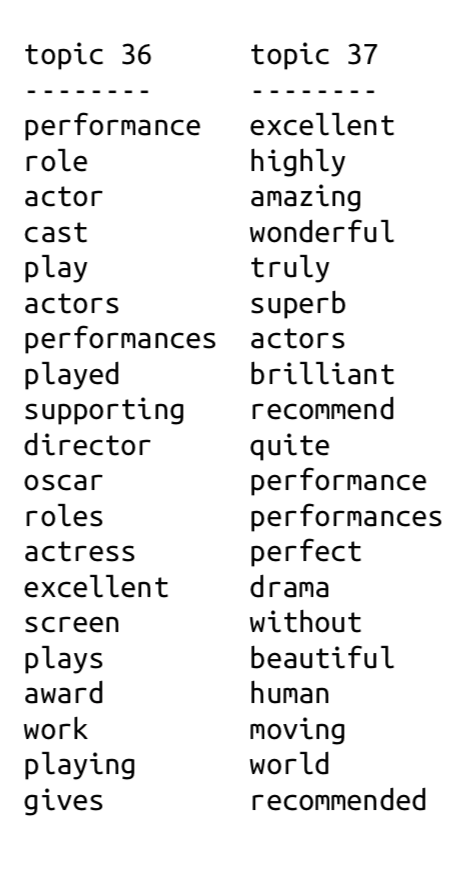 topic 36       topic 37
--------       --------
performance    excellent
role           highly
actor          amazing
cast           wonderful
play           truly
actors         superb
performances   actors
played         brilliant
supporting     recommend
director       quite
oscar          performance
roles          performances
actress        perfect
excellent      drama
screen         without
plays          beautiful
award          human
work           moving
playing        world
gives          recommended